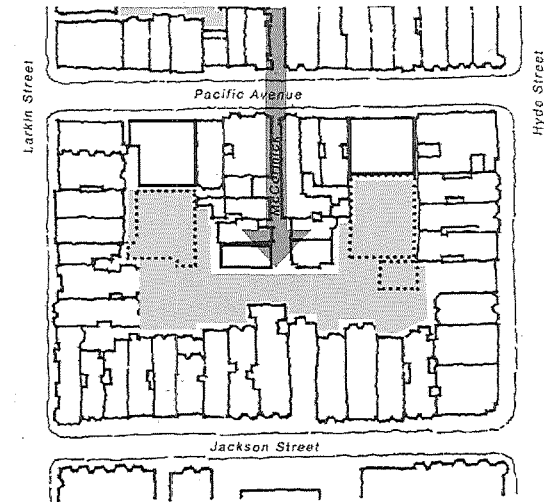 Larkin Street
Pacific Avenue
Hyde Street
McCormick
Jackson Street